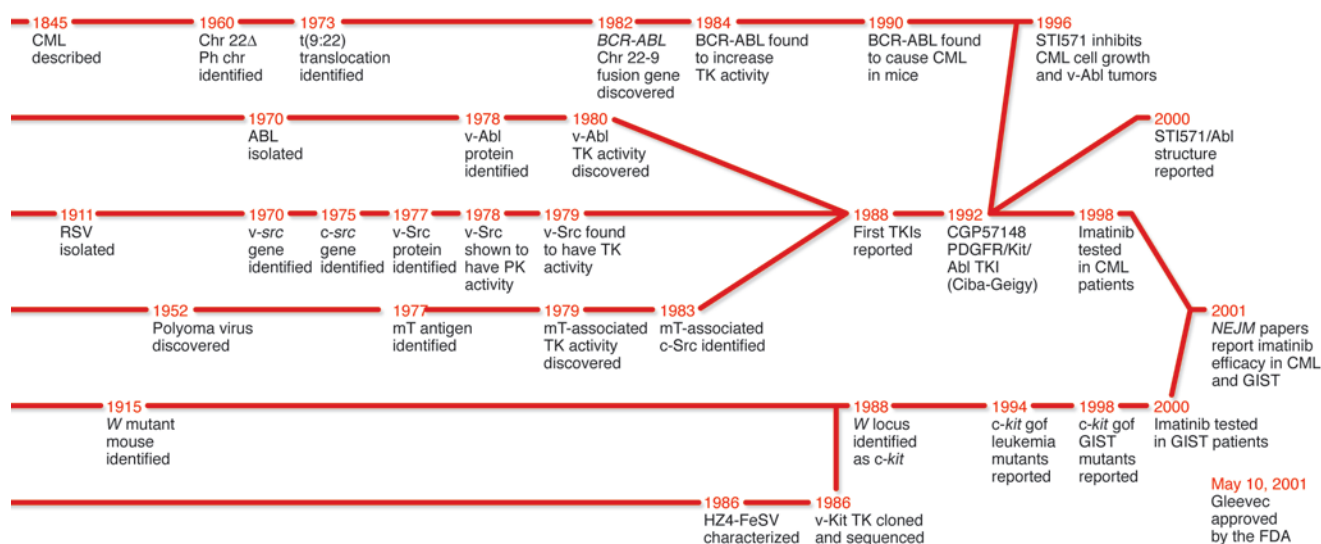 1845
CML
described
1960
Chr 22Δ
Ph chr
identified
1973
t(9:22)
translocation
identified
1982
BCR-ABL
Chr 22-9
fusion gene
discovered
1984
BCR-ABL found
to increase
TK activity
1990
BCR-ABL found
to cause CML
in mice
1996
STI571 inhibits
CML cell growth
and v-Abl tumors
1970
ABL
isolated
1978
v-Abl
protein
identified
1980
v-Abl
TK activity
discovered
2000
STI571/Abl
structure
reported
1911
RSV
isolated
1970
v-src
gene
identified
1975
c-src
gene
identified
1977
v-Src
protein
identified
1978
v-Src
shown to
have PK
activity
1979
v-Src found
to have TK
activity
1988
First TKIs
reported
1992
CGP57148
PDGFR/Kit/
Abl TKI
(Ciba-Geigy)
1998
Imatinib
tested
in CML
patients
1952
Polyoma virus
discovered
1977
mT antigen
identified
1979
mT-associated
TK activity
discovered
1983
mT-associated
c-Src identified
2001
NEJM papers
report imatinib
efficacy in CML
and GIST
1915
W mutant
mouse
identified
1988
W locus
identified
as c-kit
1994
c-kit gof
leukemia
mutants
reported
1998
c-kit gof
GIST
mutants
reported
2000
Imatinib tested
in GIST patients
1986
HZ4-FeSV
characterized
1986
v-Kit TK cloned
and sequenced
May 10, 2001
Gleevec
approved
by the FDA